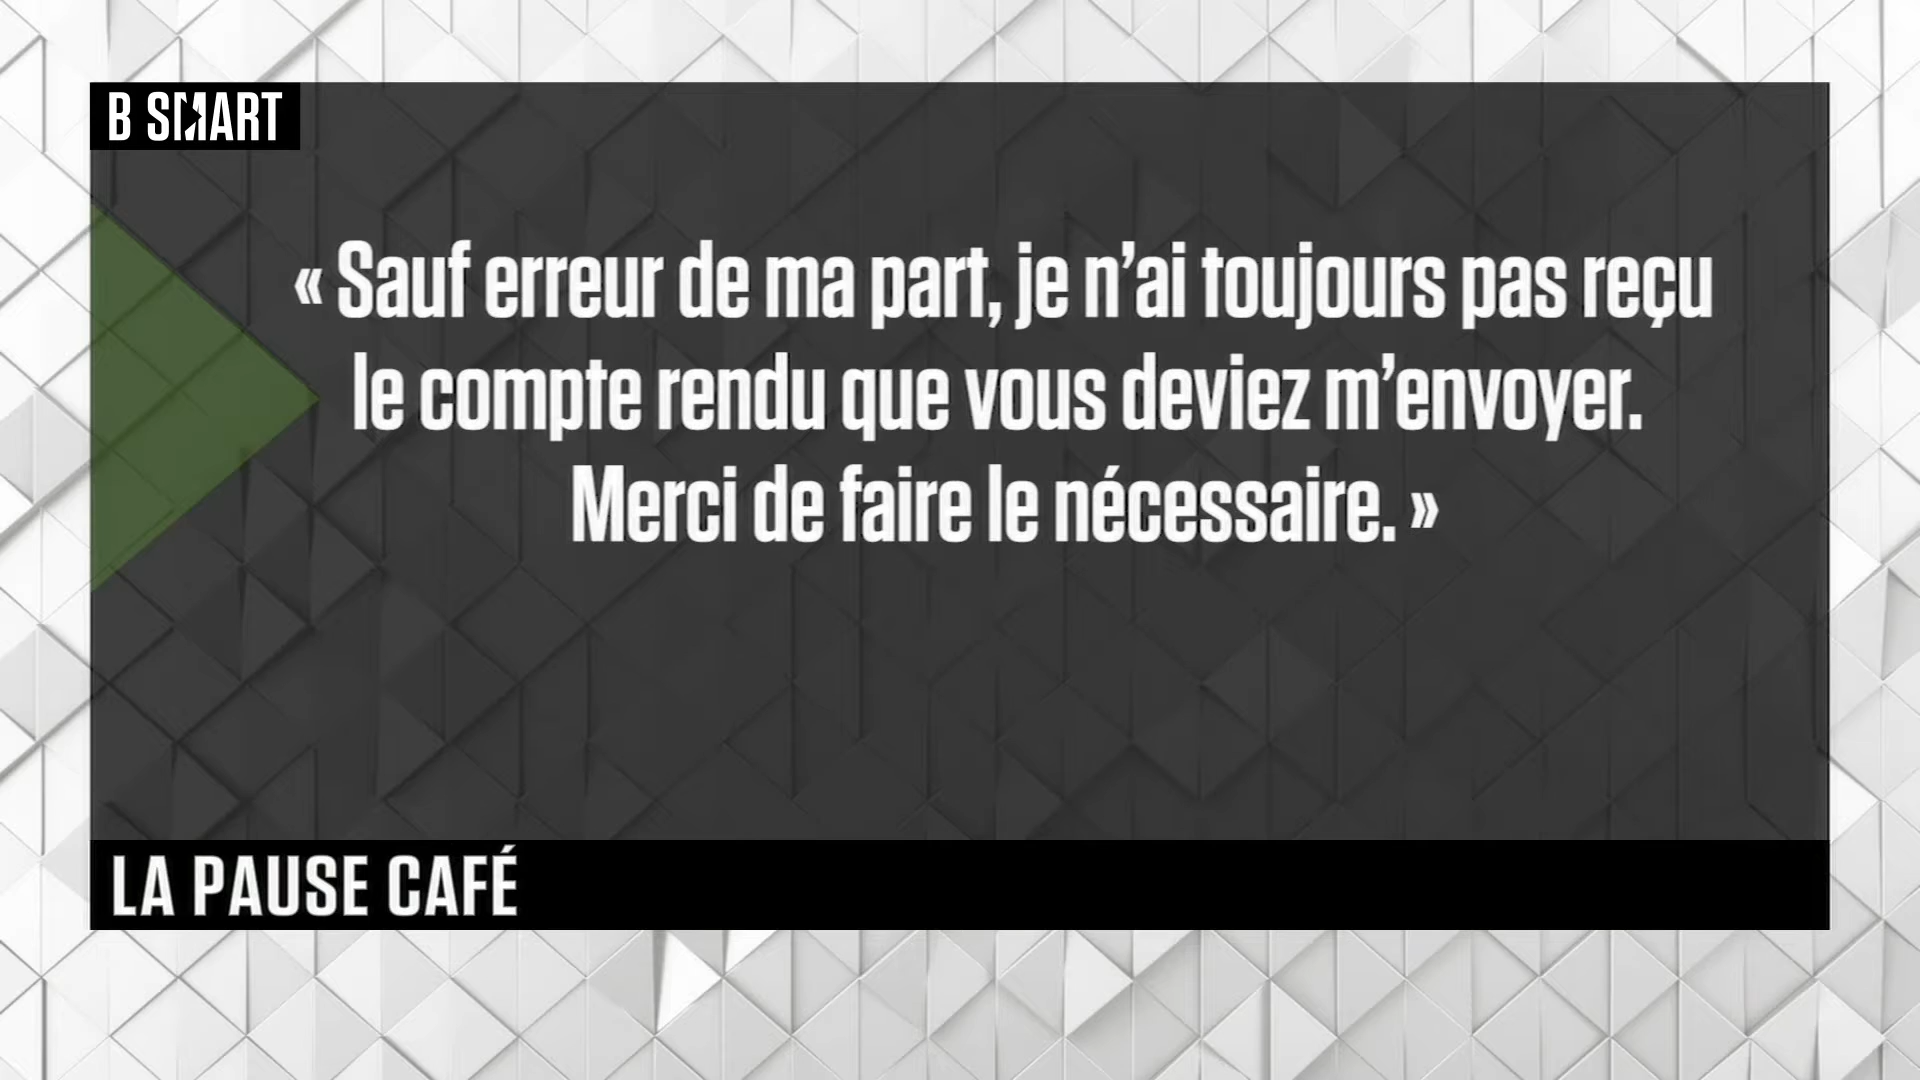 B SMART
« Sauf erreur de ma part, je n’ai toujours pas reçu
le compte rendu que vous deviez m’envoyer.
Merci de faire le nécessaire. »
LA PAUSE CAFÉ